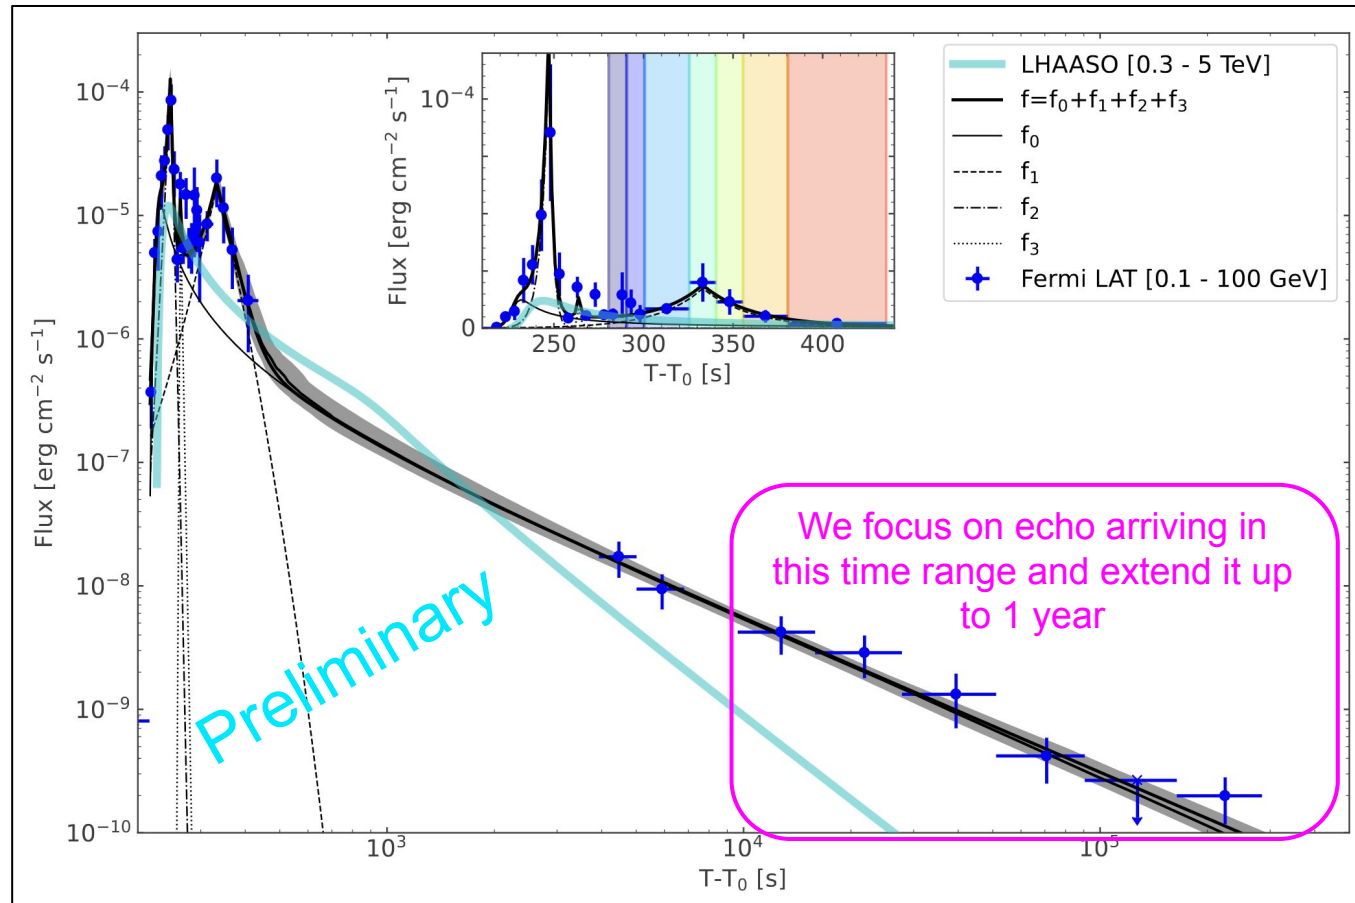 10⁻⁴
10⁻⁵
10⁻⁶
10⁻⁷
10⁻⁸
10⁻⁹
10⁻¹⁰
Flux [erg cm⁻² s⁻¹]
10³
10⁴
10⁵
T-T₀ [s]
10⁻⁴
0
Flux [erg cm⁻² s⁻¹]
250
300
350
400
T-T₀ [s]
LHAASO [0.3 - 5 TeV]
f=f₀+f₁+f₂+f₃
f₀
f₁
f₂
f₃
Fermi LAT [0.1 - 100 GeV]
Preliminary
We focus on echo arriving in
this time range and extend it up
to 1 year